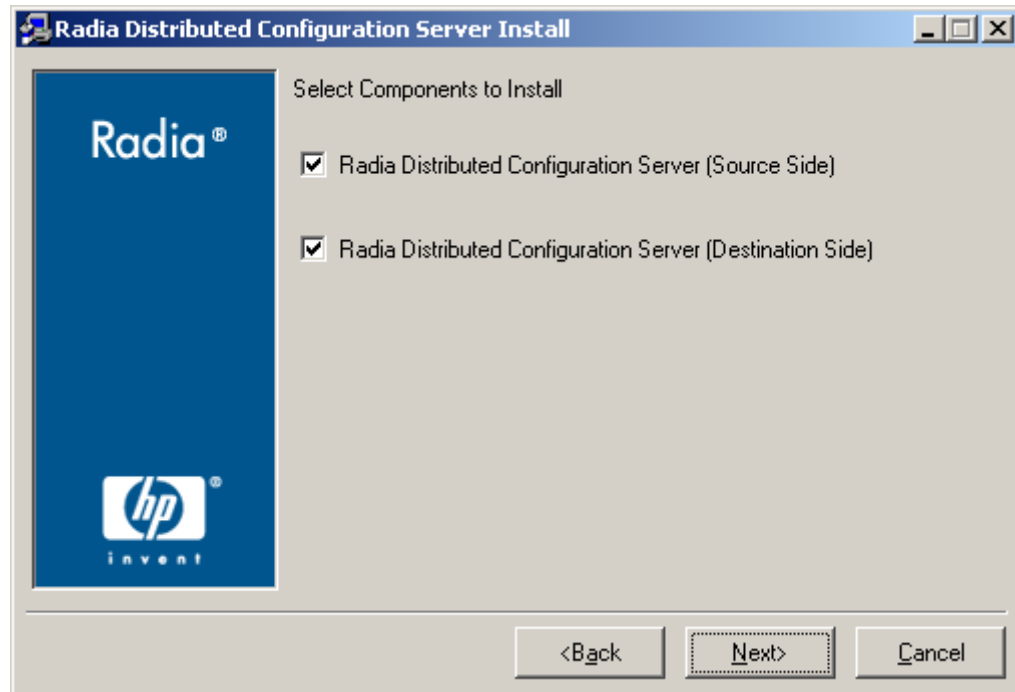 Radia Distributed Configuration Server Install
Select Components to Install
Radia®
Radia Distributed Configuration Server (Source Side)
Radia Distributed Configuration Server (Destination Side)
hp®
invent
<Back
Next>
Cancel